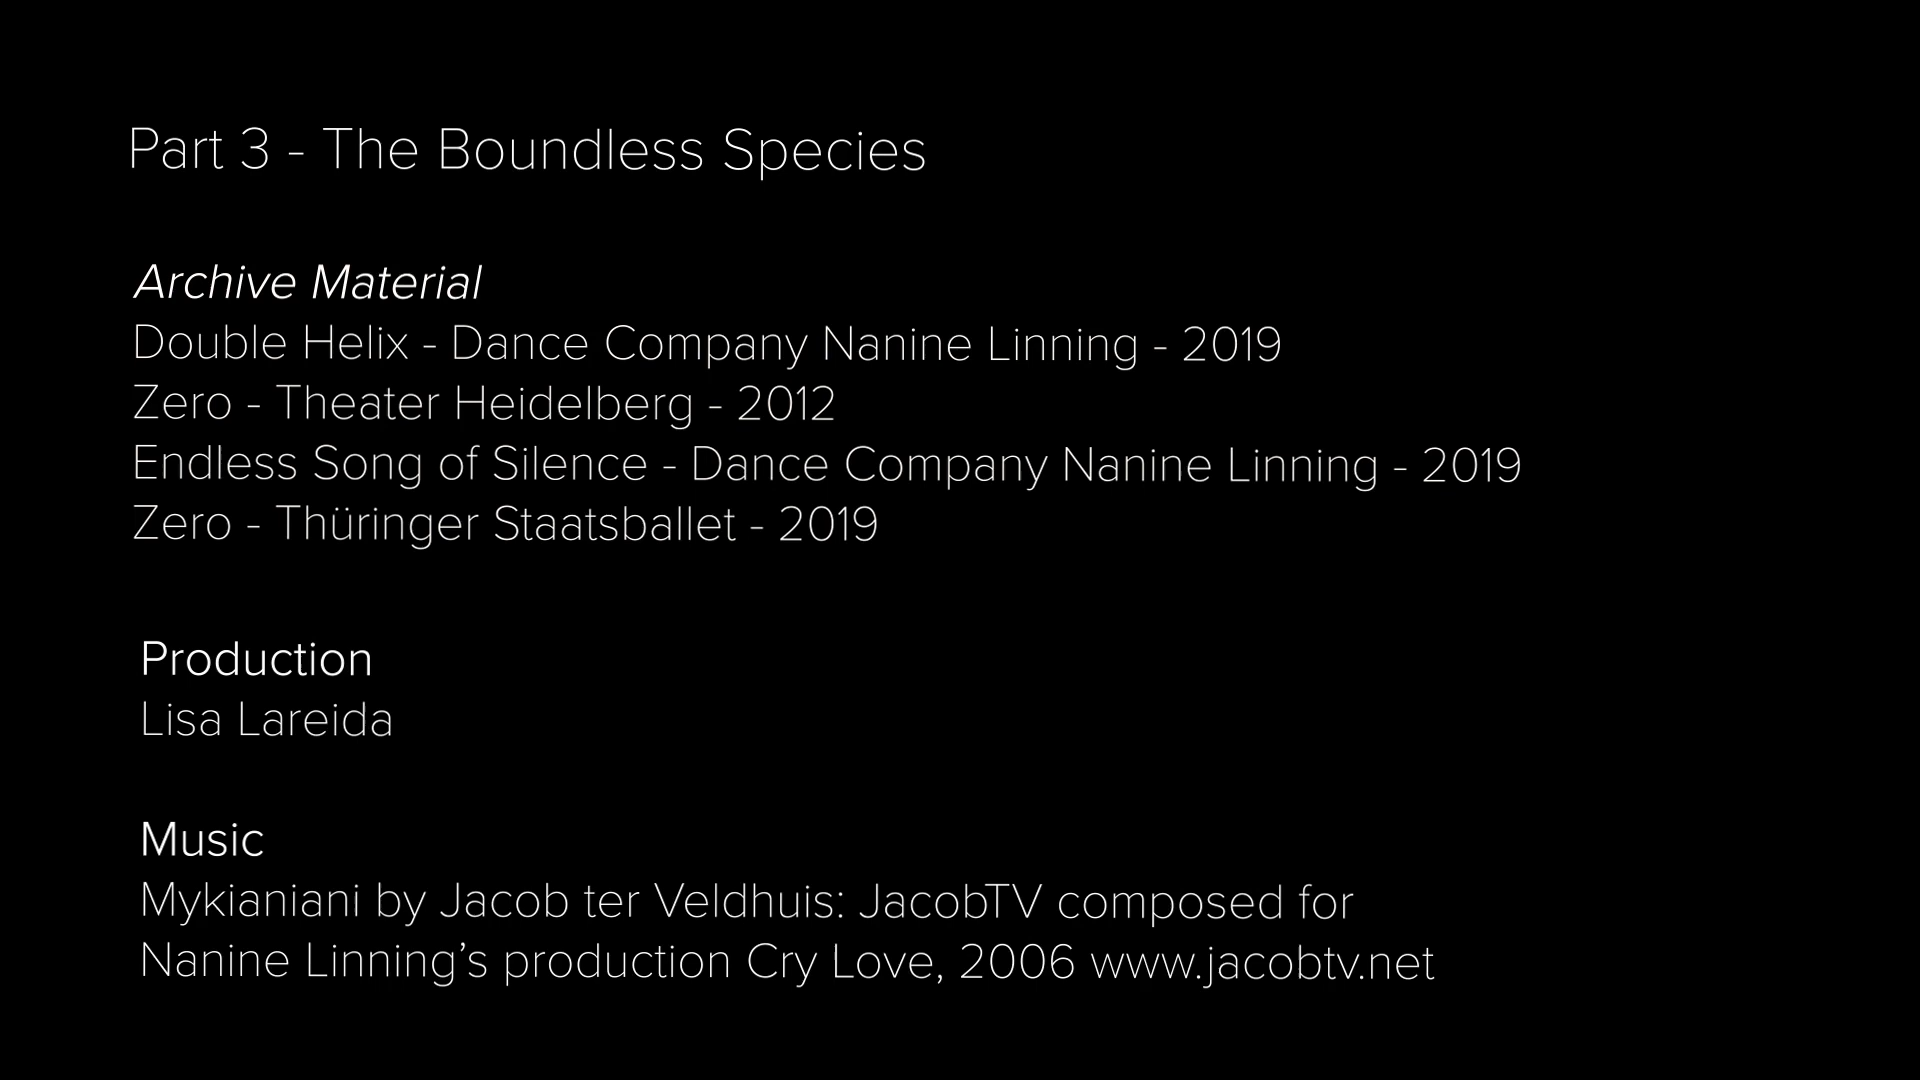 Part 3 - The Boundless Species
Archive Material
Double Helix - Dance Company Nanine Linning - 2019
Zero - Theater Heidelberg - 2012
Endless Song of Silence - Dance Company Nanine Linning - 2019
Zero - Thüringer Staatsballet - 2019
Production
Lisa Lareida
Music
Mykianiani by Jacob ter Veldhuis: JacobTV composed for
Nanine Linning’s production Cry Love, 2006 www.jacobtv.net